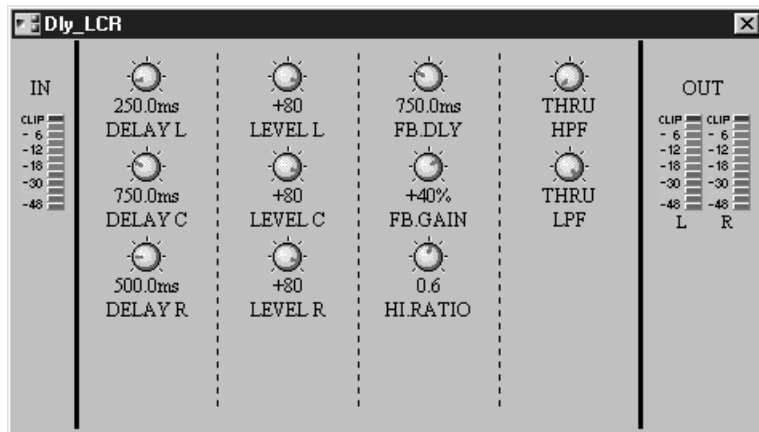 Dly_LCR
IN
CLIP
- 6
-12
-18
-30
-48
250.0ms
DELAY L
750.0ms
DELAY C
500.0ms
DELAY R
+80
LEVEL L
+80
LEVEL C
+80
LEVEL R
750.0ms
FB.DLY
+40%
FB.GAIN
0.6
HI.RATIO
THRU
HPF
THRU
LPF
OUT
CLIP CLIP
- 6 - 6
-12 -12
-18 -18
-30 -30
-48 -48
L R